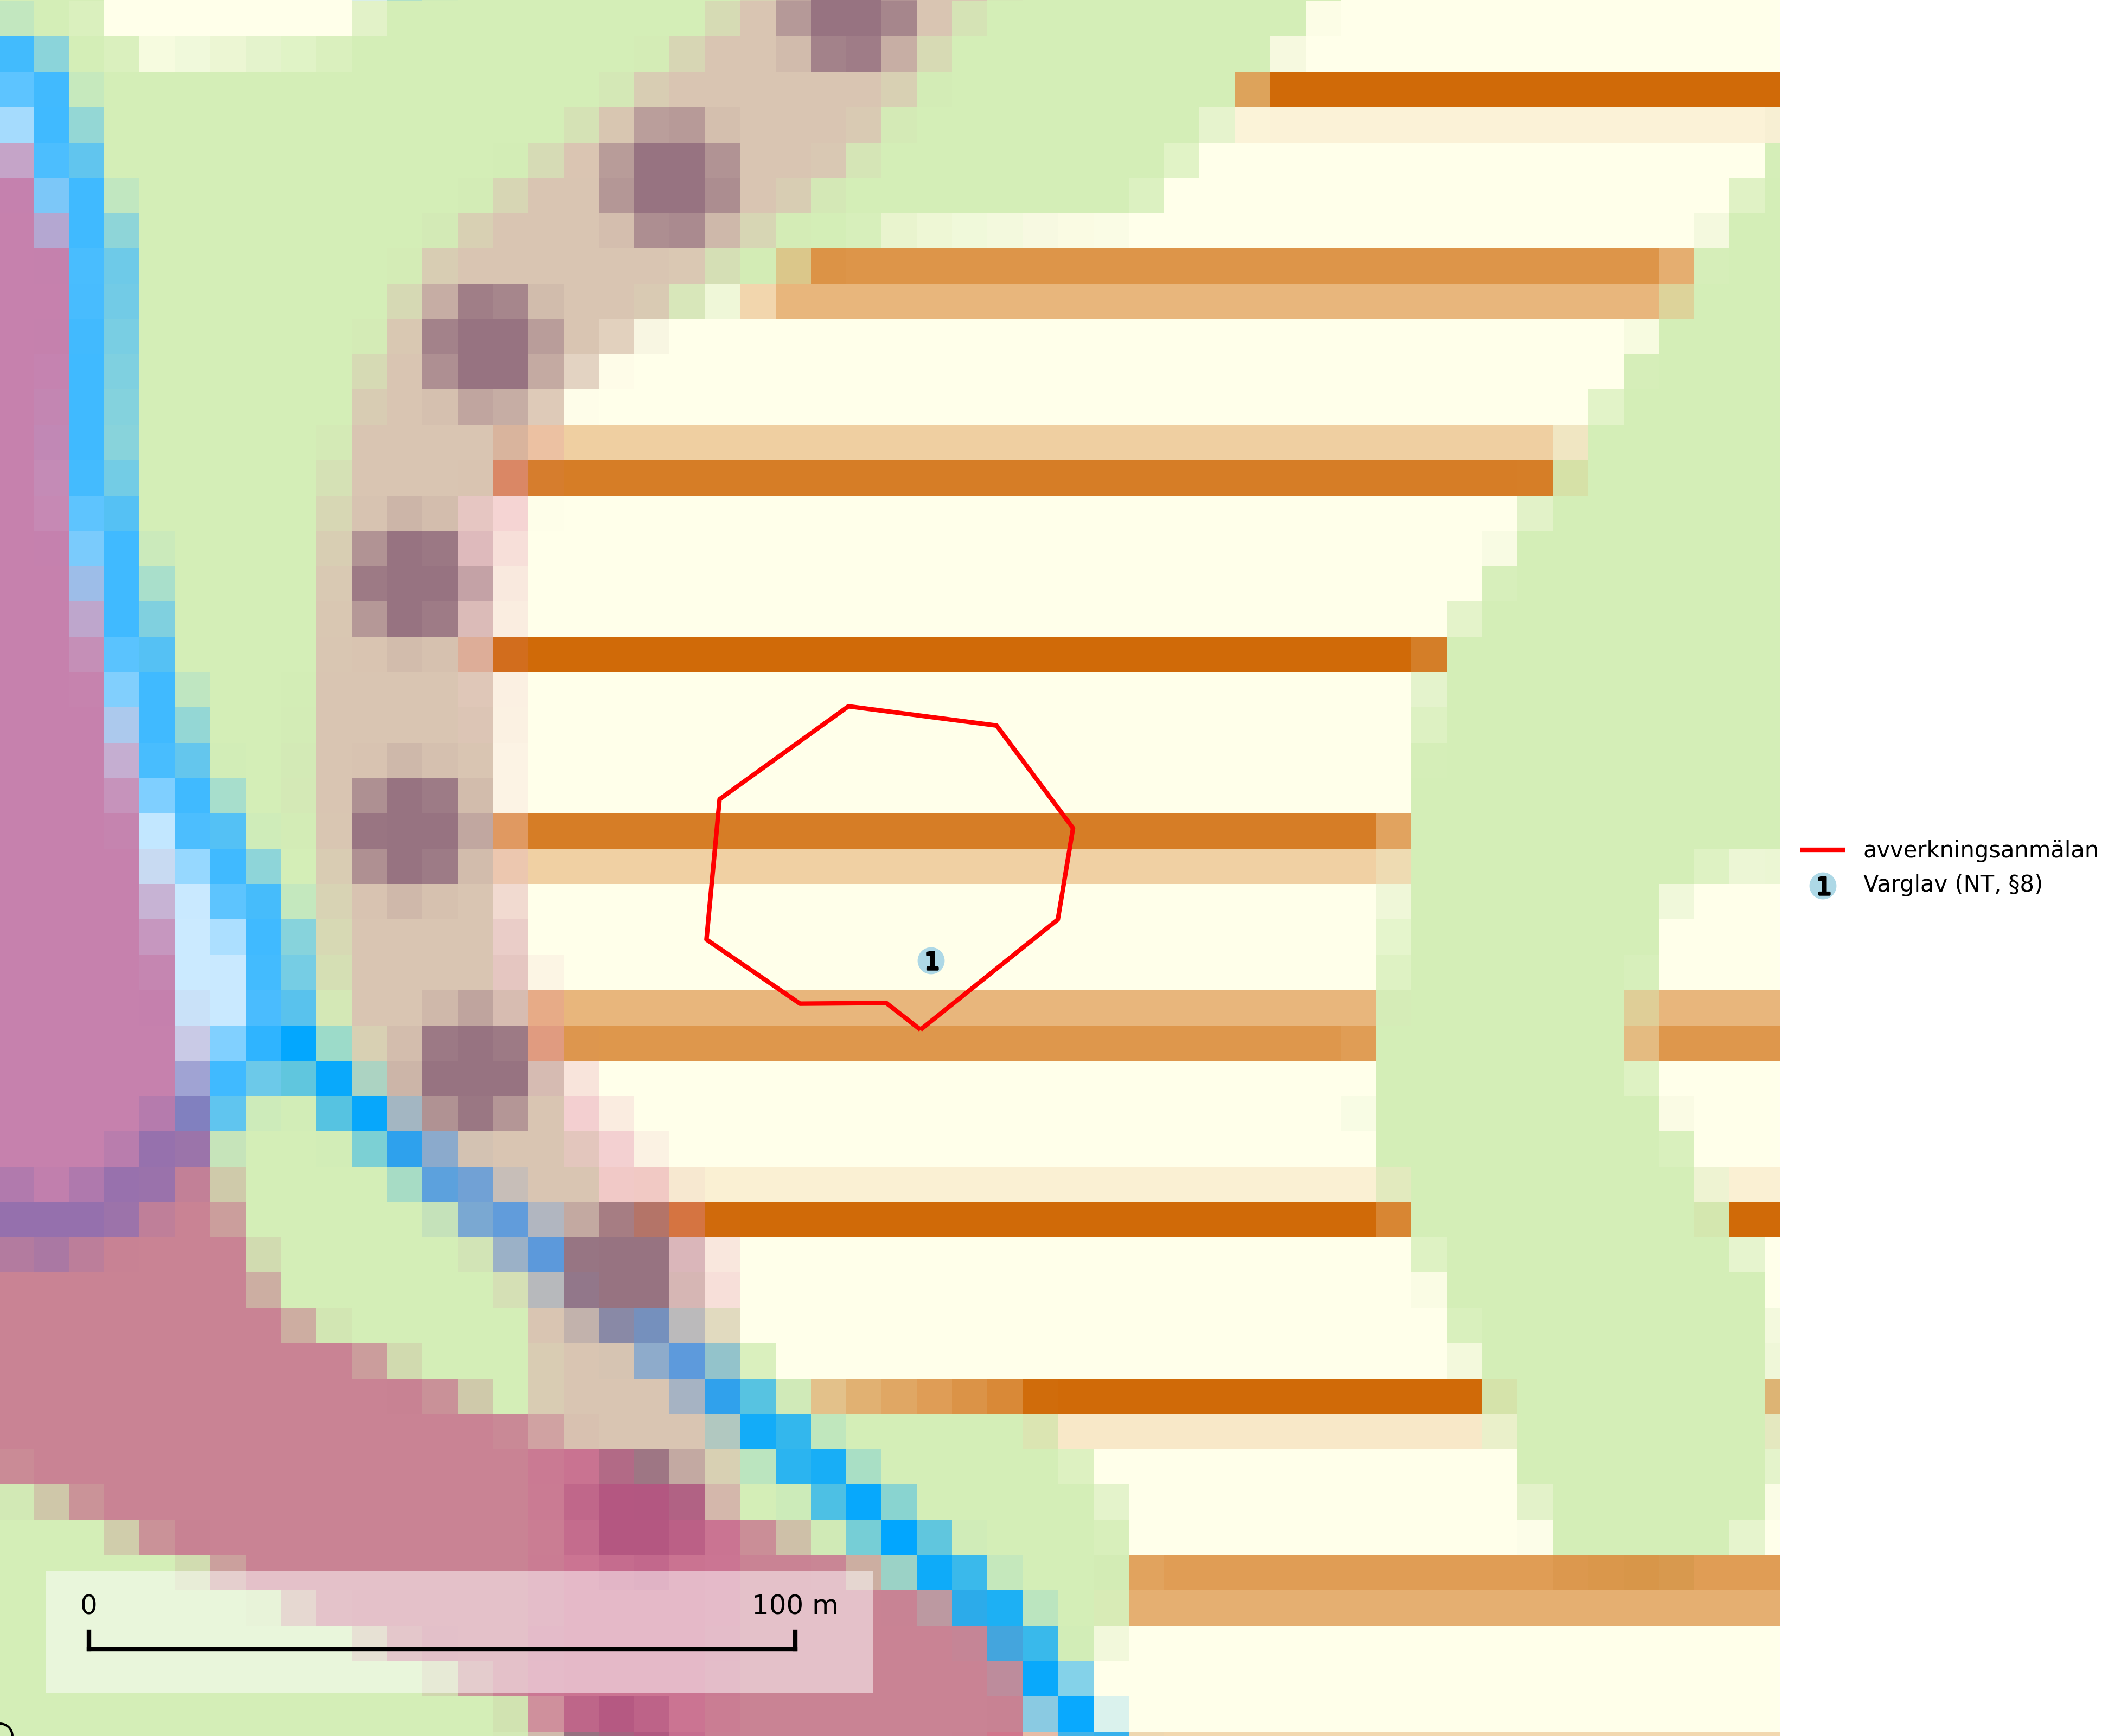 avverkningsanmälan
1 Varglav (NT, §8)
1
0 100 m